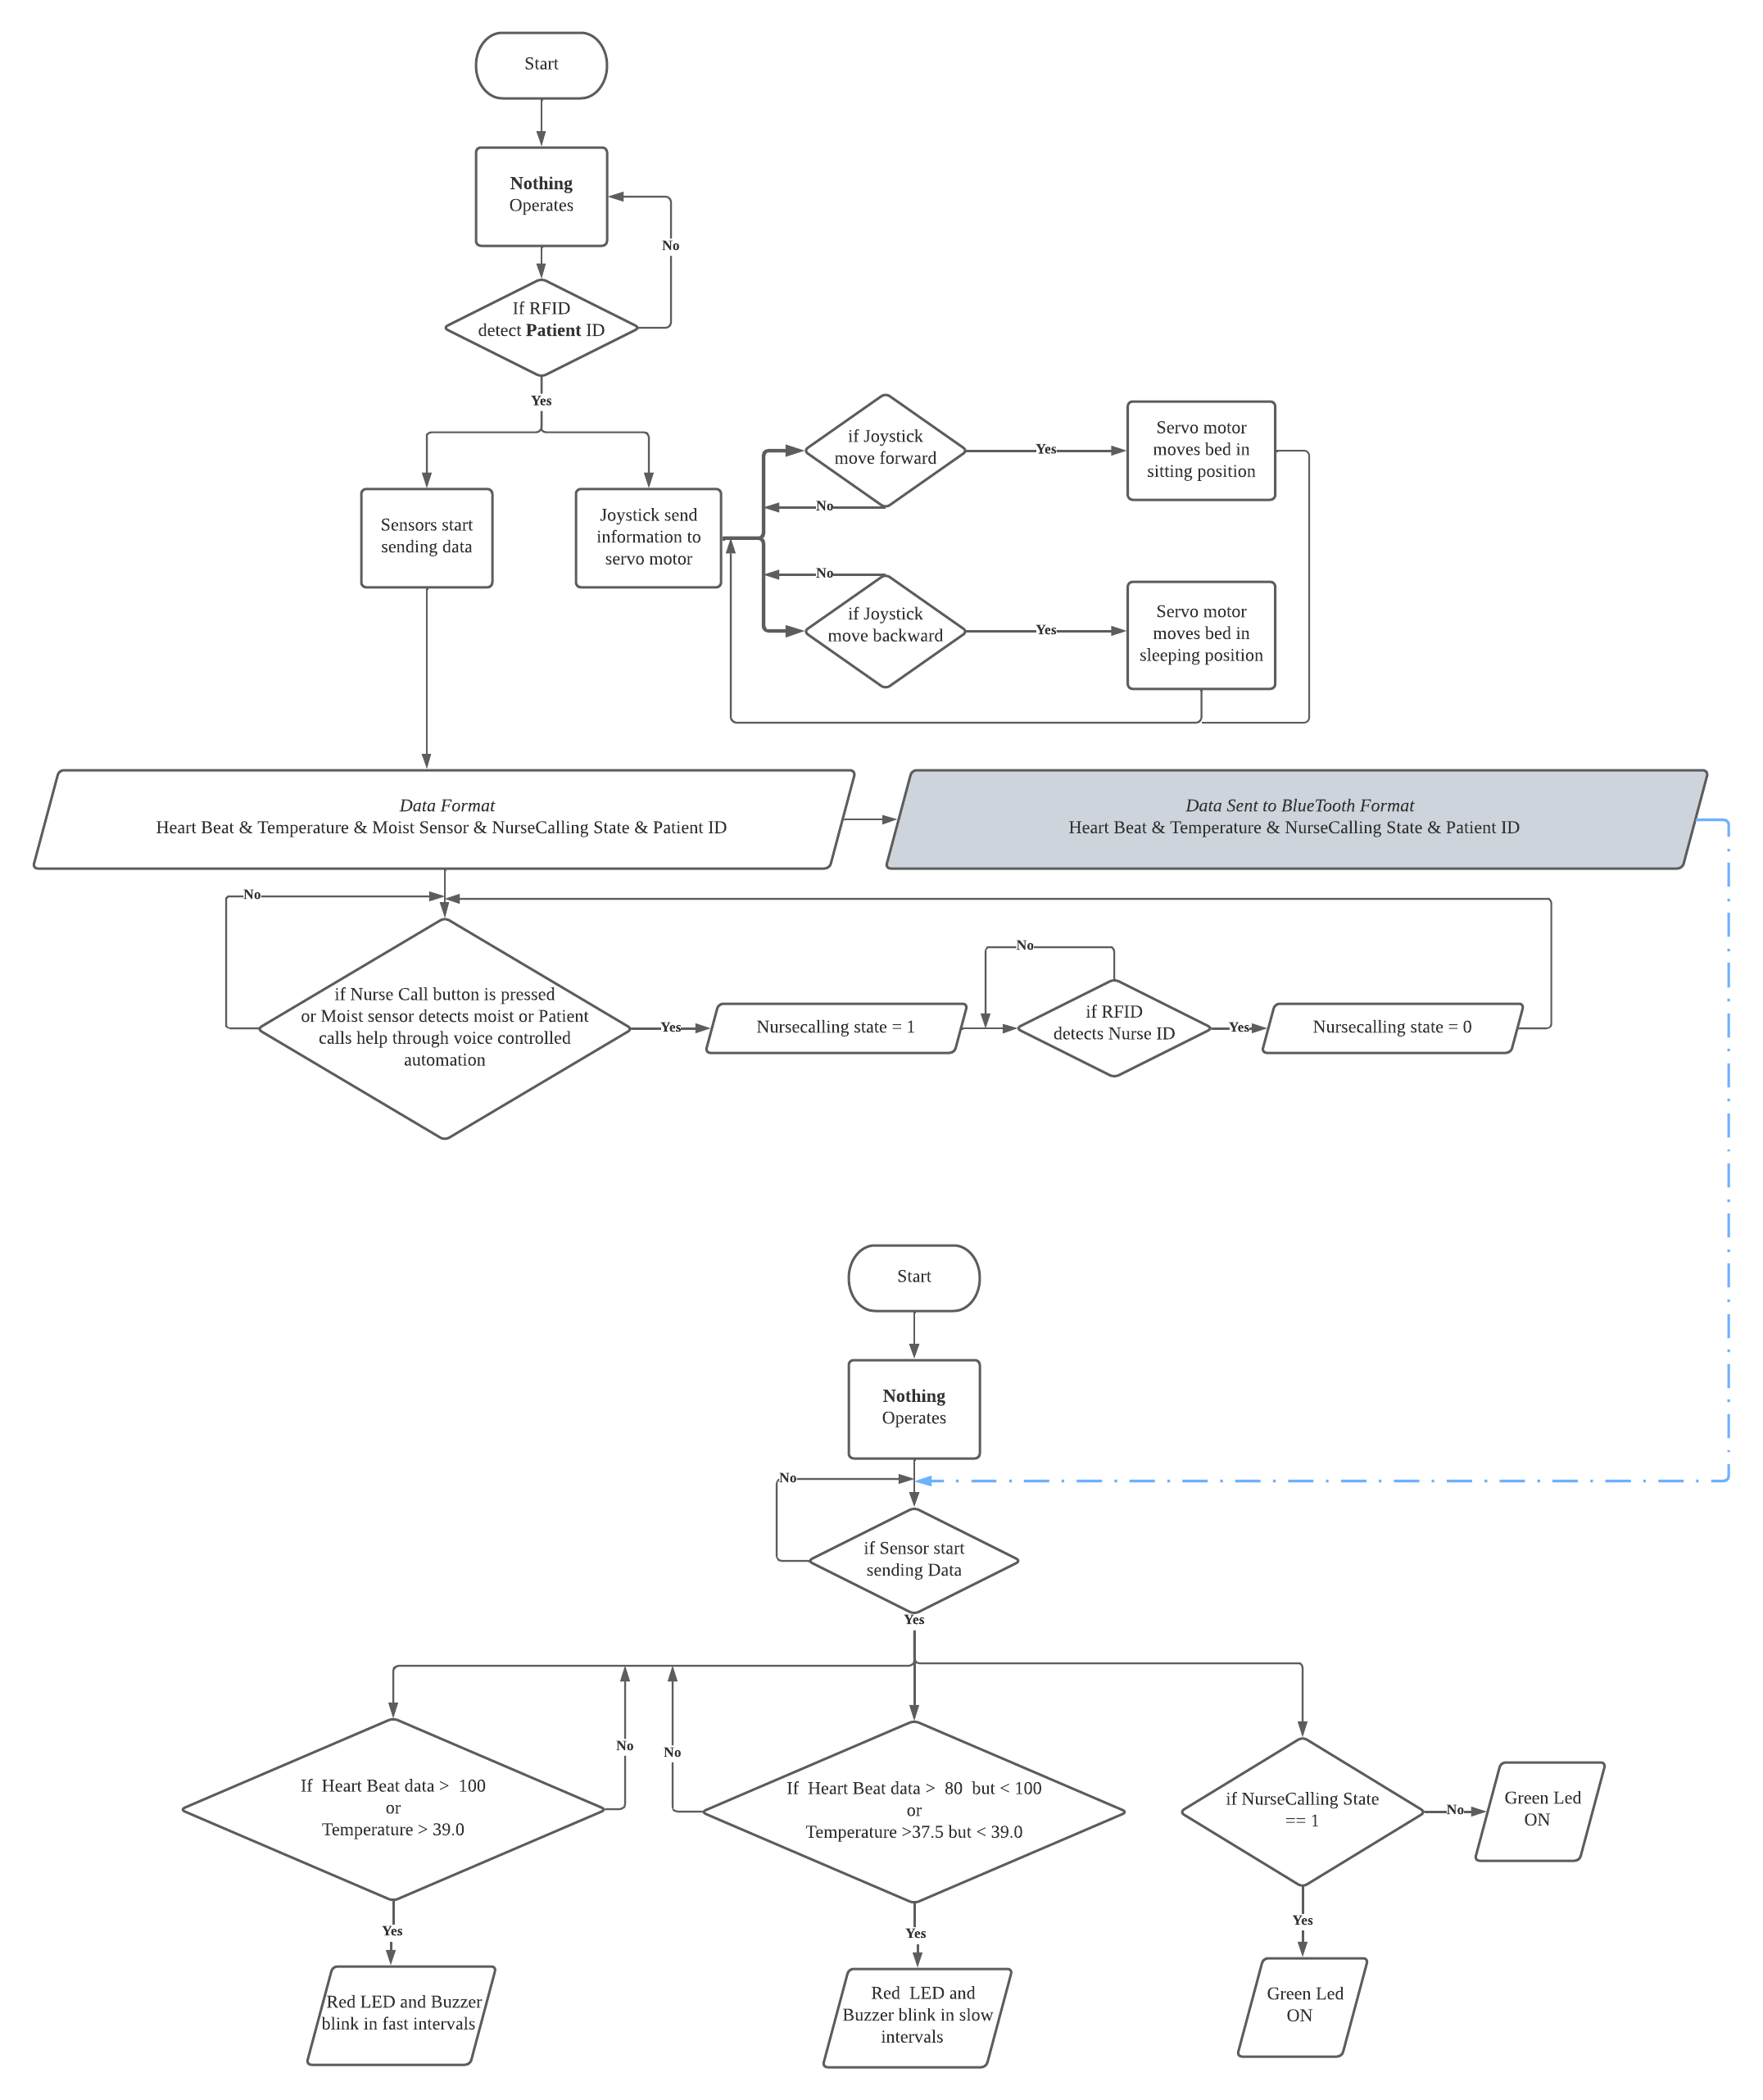 Start
Nothing
Operates
No
If RFID
detect Patient ID
Yes
Sensors start
sending data
Joystick send
information to
servo motor
if Joystick
move forward
Yes
No
Servo motor
moves bed in
sitting position
No
if Joystick
move backward
Yes
Servo motor
moves bed in
sleeping position
Data Format
Heart Beat & Temperature & Moist Sensor & NurseCalling State & Patient ID
Data Sent to BlueTooth Format
Heart Beat & Temperature & NurseCalling State & Patient ID
No
if Nurse Call button is pressed
or Moist sensor detects moist or Patient
calls help through voice controlled
automation
Yes
Nursecalling state = 1
No
if RFID
detects Nurse ID
Yes
Nursecalling state = 0
Start
Nothing
Operates
No
if Sensor start
sending Data
Yes
If Heart Beat data > 100
or
Temperature > 39.0
No
Yes
Red LED and Buzzer
blink in fast intervals
No
If Heart Beat data > 80 but < 100
or
Temperature >37.5 but < 39.0
Yes
Red LED and
Buzzer blink in slow
intervals
if NurseCalling State
== 1
No
Green Led
ON
Yes
Green Led
ON